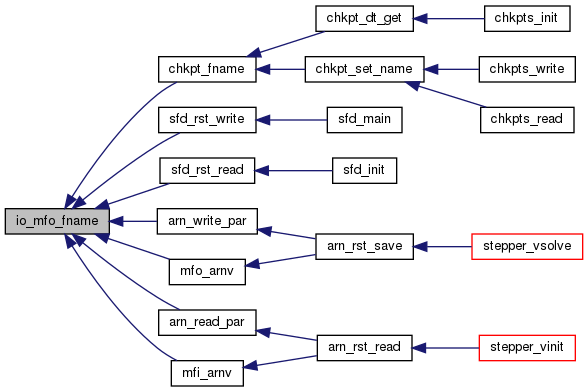 chkpt_dt_get
chkpts_init
chkpt_fname
chkpt_set_name
chkpts_write
chkpts_read
sfd_rst_write
sfd_main
sfd_rst_read
sfd_init
io_mfo_fname
arn_write_par
arn_rst_save
stepper_vsolve
mfo_arnv
arn_read_par
arn_rst_read
stepper_vinit
mfi_arnv